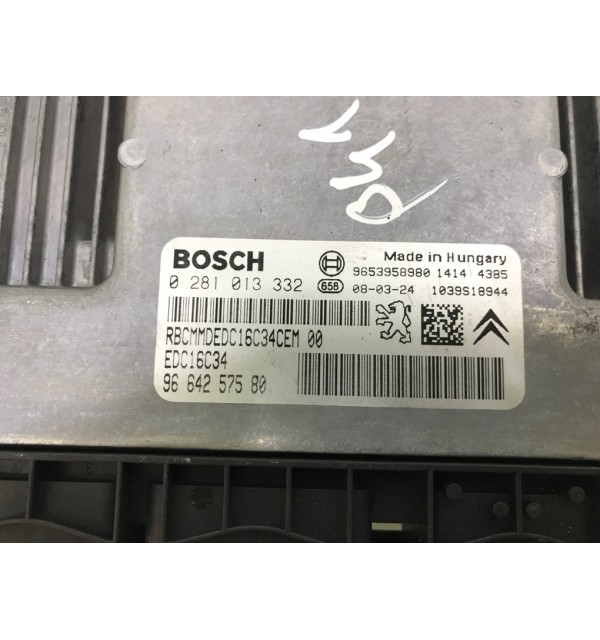 BOSCH
Made in Hungary
9653958980 1414 4385
0 281 013 332 658 08-03-24 1039S18944
RBCMMDEDC16C34CEM 00
EDC16C34
96 642 575 80